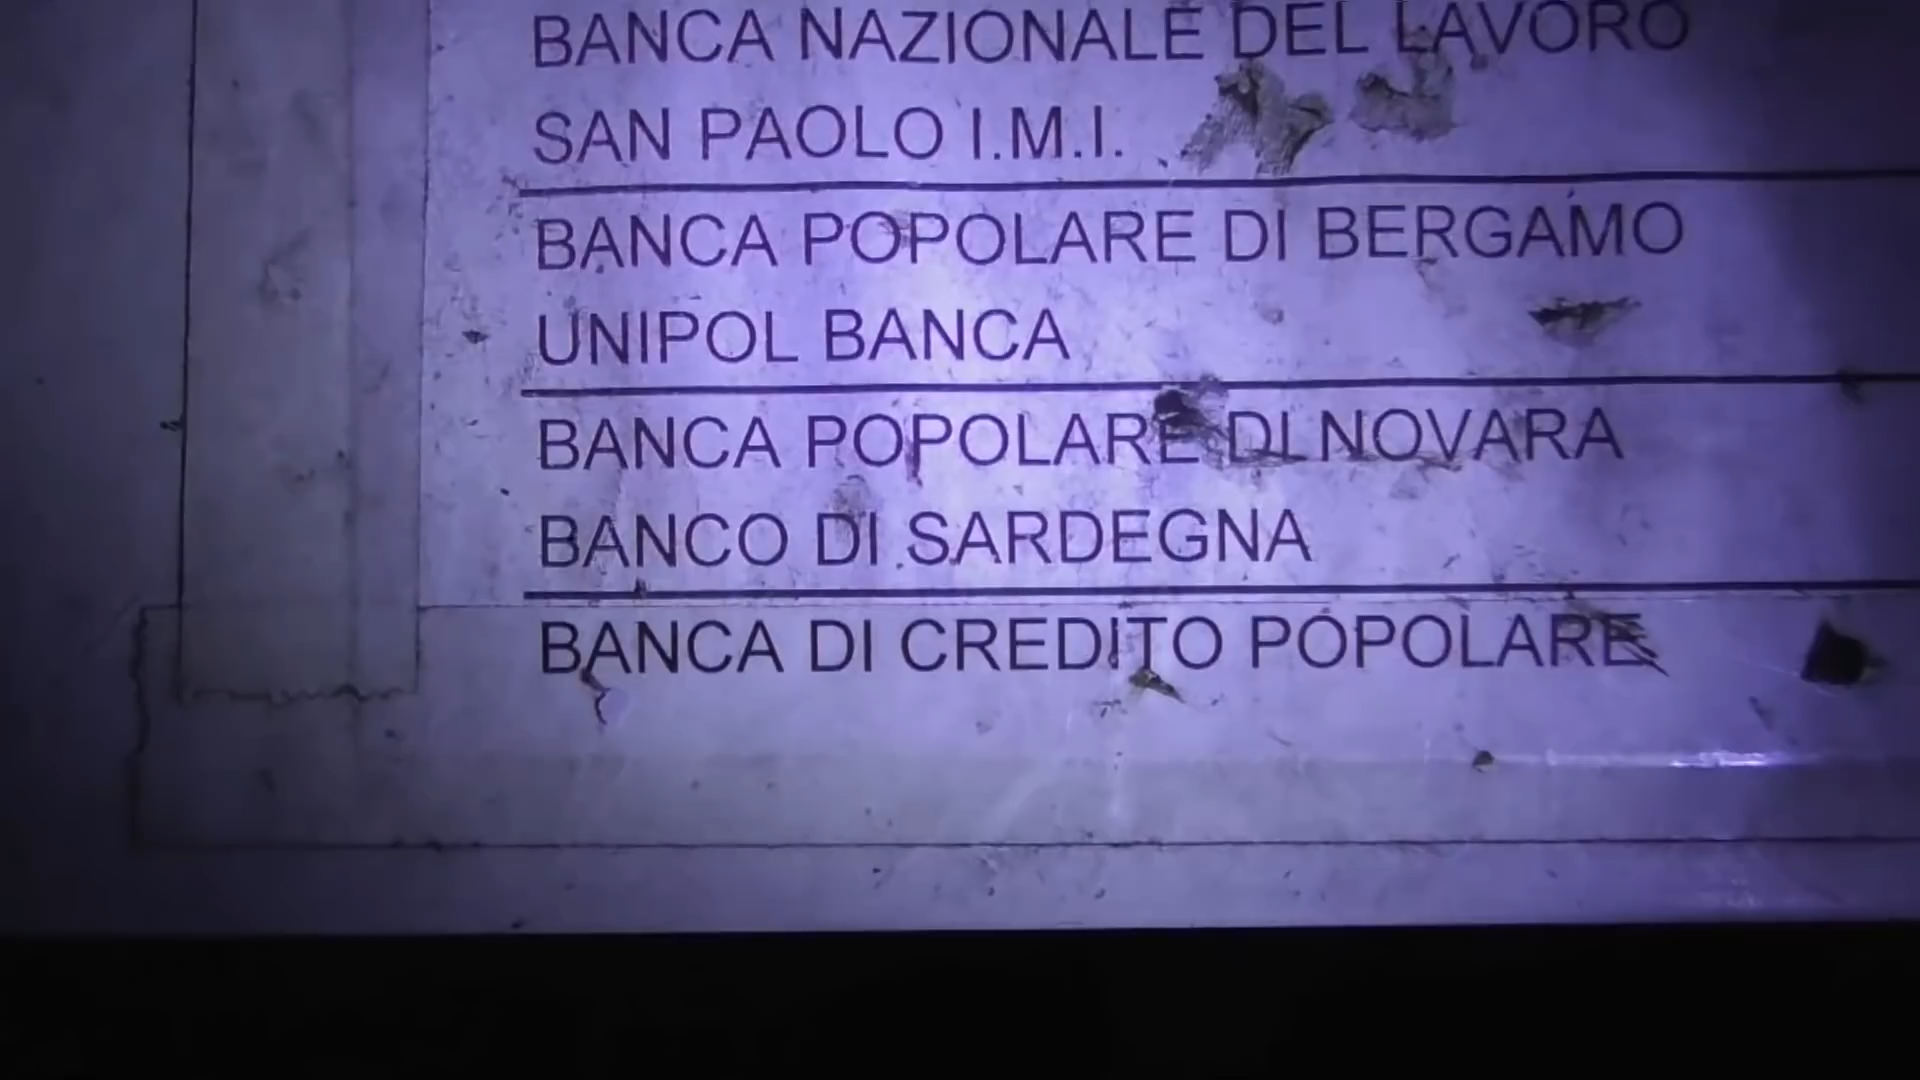 BANCA NAZIONALE DEL LAVORO
SAN PAOLO I.M.I.
BANCA POPOLARE DI BERGAMO
UNIPOL BANCA
BANCA POPOLARE DI NOVARA
BANCO DI SARDEGNA
BANCA DI CREDITO POPOLARE